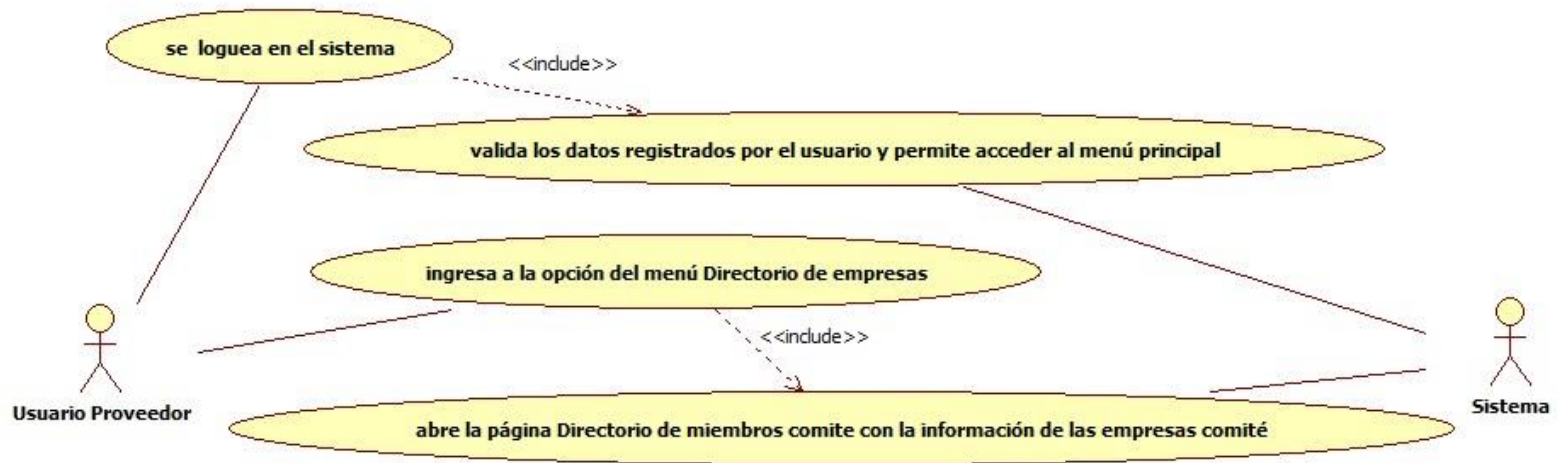 se loguea en el sistema
<<include>>
valida los datos registrados por el usuario y permite acceder al menú principal
ingresa a la opción del menú Directorio de empresas
<<include>>
Usuario Proveedor
Sistema
abre la página Directorio de miembros comite con la información de las empresas comité